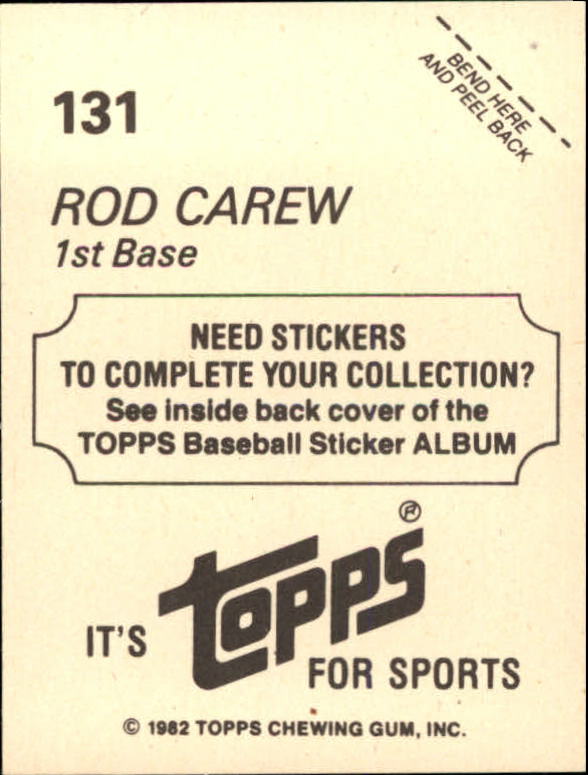 BEND HERE
AND PEEL BACK
131
ROD CAREW
1st Base
NEED STICKERS
TO COMPLETE YOUR COLLECTION?
See inside back cover of the
TOPPS Baseball Sticker ALBUM
®
IT'S topps
FOR SPORTS
© 1982 TOPPS CHEWING GUM, INC.